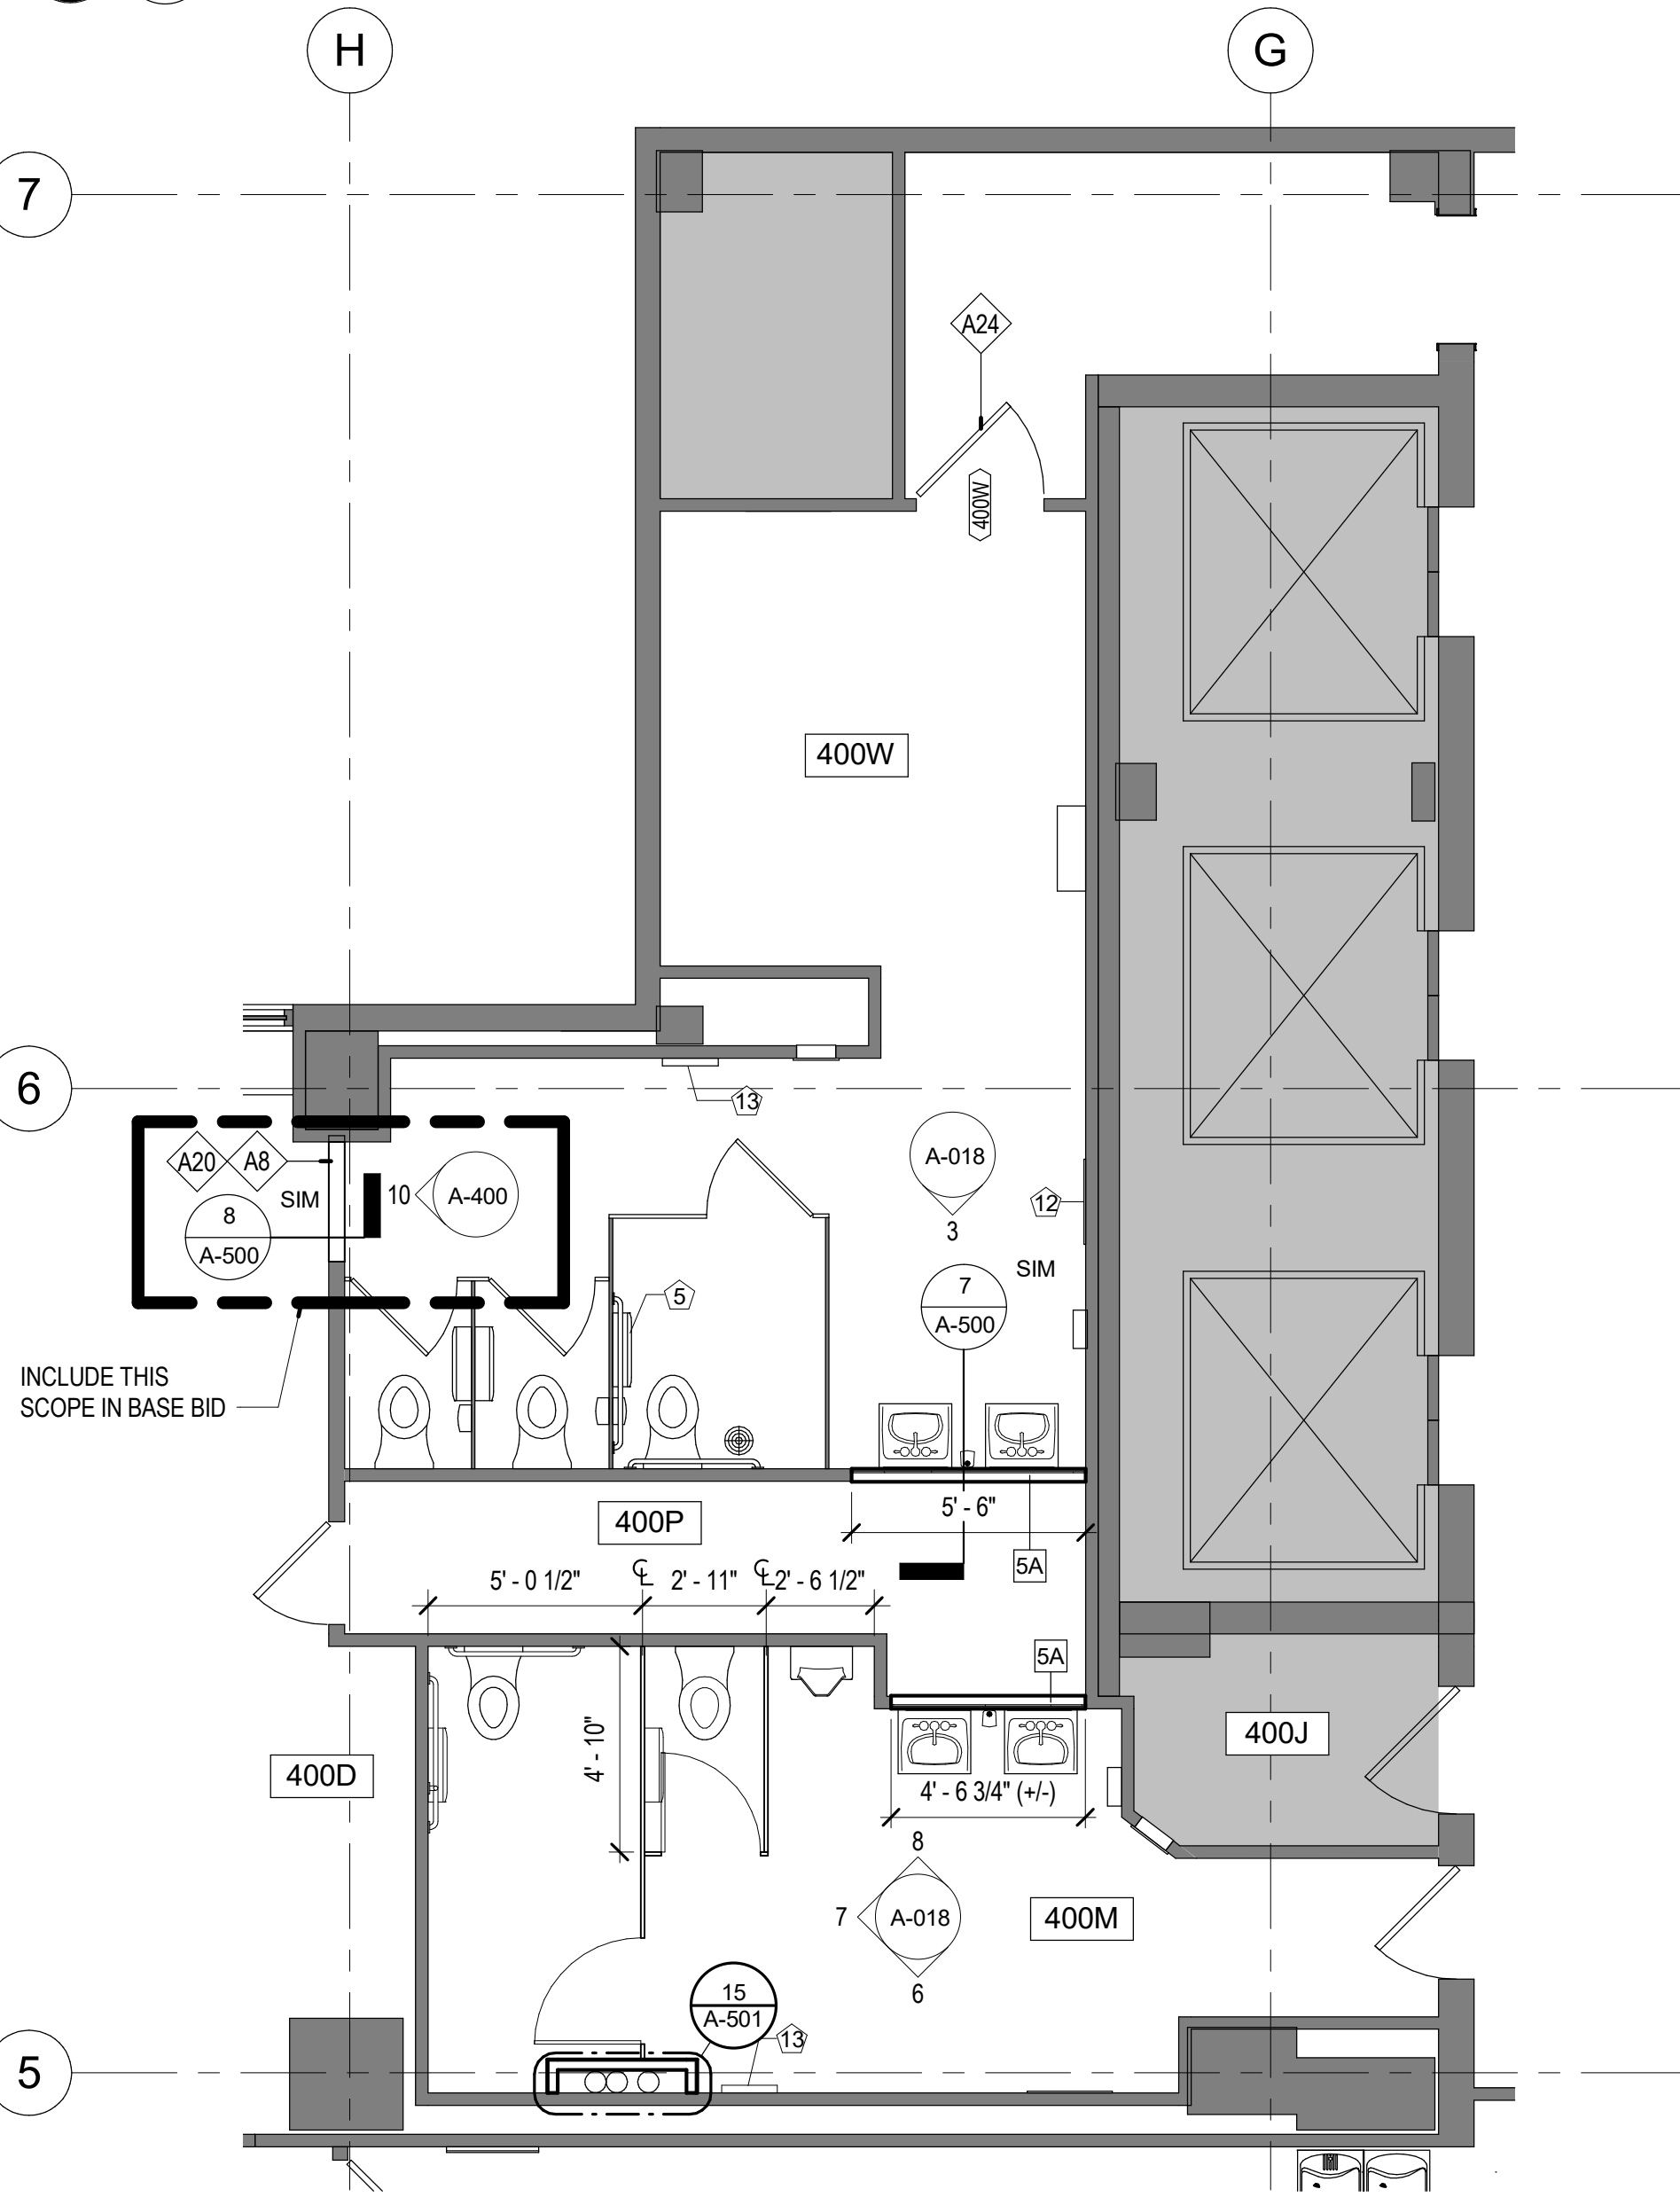 H
G
7
A24
400W
400W
6
13
A20
A8
SIM
10
A-400
8
A-500
A-018
3
12
SIM
5
7
A-500
INCLUDE THIS
SCOPE IN BASE BID
400P
5' - 6"
5A
5' - 0 1/2"
℄
2' - 11"
℄
2' - 6 1/2"
5A
4' - 10"
400J
400D
4' - 6 3/4" (+/-)
8
7
A-018
6
400M
15
A-501
13
5